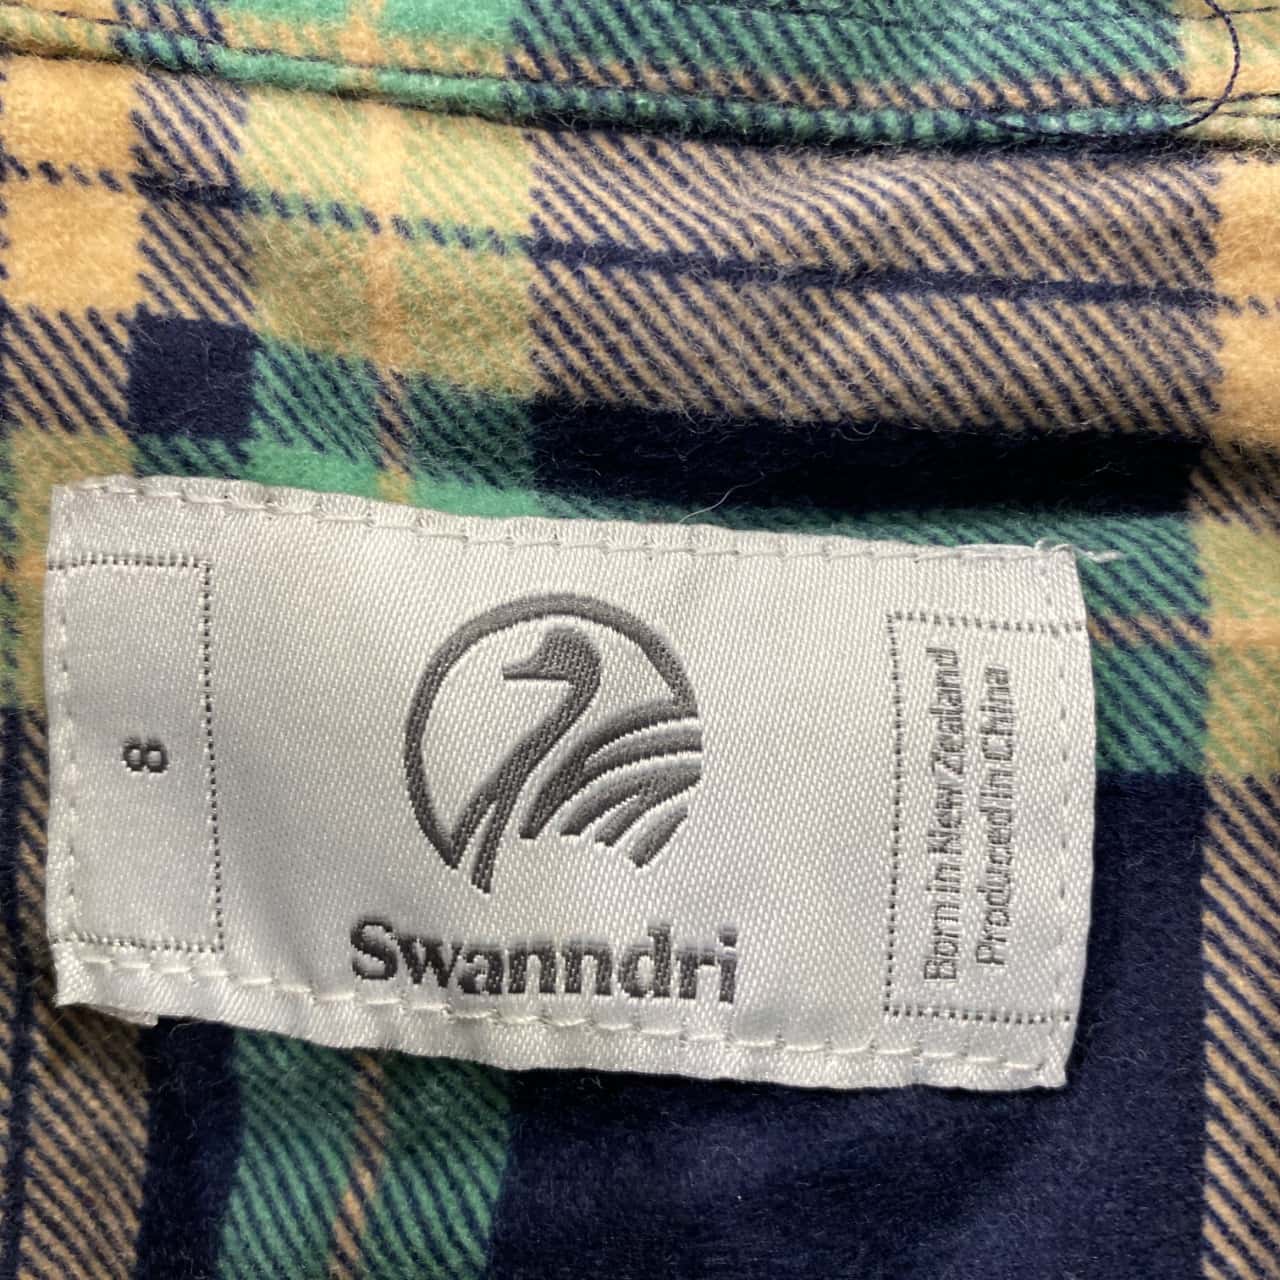 8
Swanndri
Born in New Zealand
Produced in China